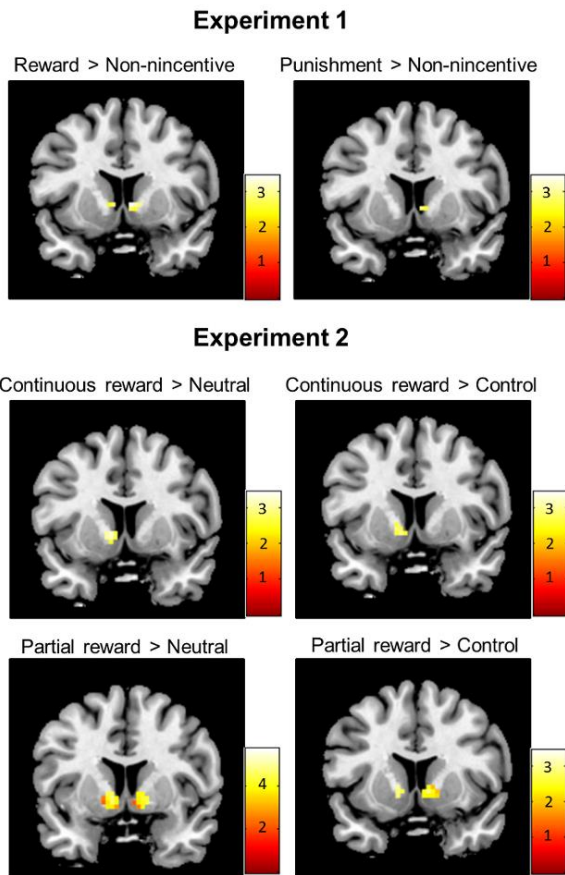 Experiment 1
Reward > Non-nincentive
Punishment > Non-nincentive
3
2
1
3
2
1
Experiment 2
Continuous reward > Neutral
Continuous reward > Control
3
2
1
3
2
1
Partial reward > Neutral
Partial reward > Control
4
2
3
2
1